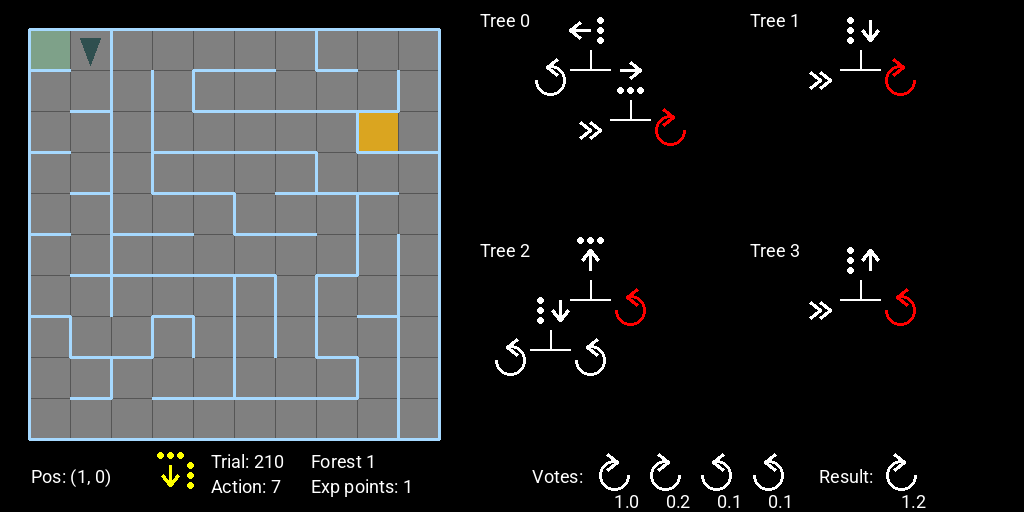 Tree 0
Tree 1
Tree 2
Tree 3
Pos: (1, 0)
Trial: 210
Forest 1
Action: 7
Exp points: 1
Votes:
1.0
0.2
0.1
0.1
Result:
1.2